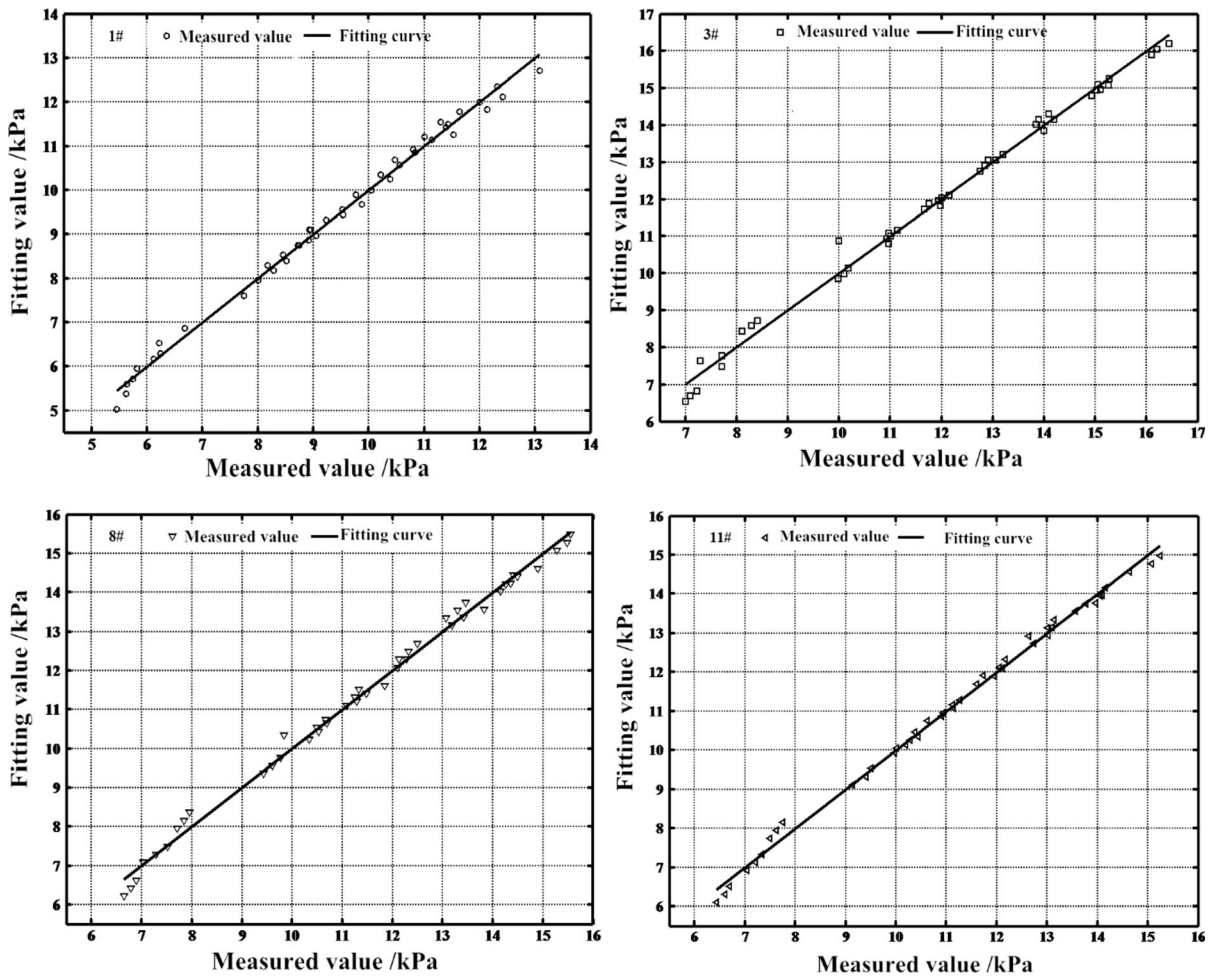 1# Measured value Fitting curve
14
13
12
11
10
9
8
7
6
5
Fitting value /kPa
5 6 7 8 9 10 11 12 13 14
Measured value /kPa
3# Measured value Fitting curve
17
16
15
14
13
12
11
10
9
8
7
6
Fitting value /kPa
7 8 9 10 11 12 13 14 15 16 17
Measured value /kPa
8# Measured value Fitting curve
16
15
14
13
12
11
10
9
8
7
6
Fitting value /kPa
6 7 8 9 10 11 12 13 14 15 16
Measured value /kPa
11# Measured value Fitting curve
16
15
14
13
12
11
10
9
8
7
6
Fitting value /kPa
6 7 8 9 10 11 12 13 14 15 16
Measured value /kPa